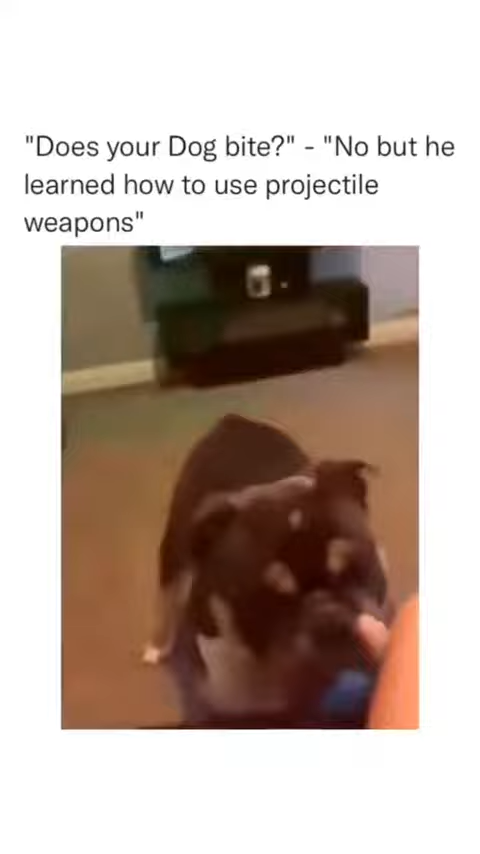 "Does your Dog bite?" - "No but he
learned how to use projectile
weapons"